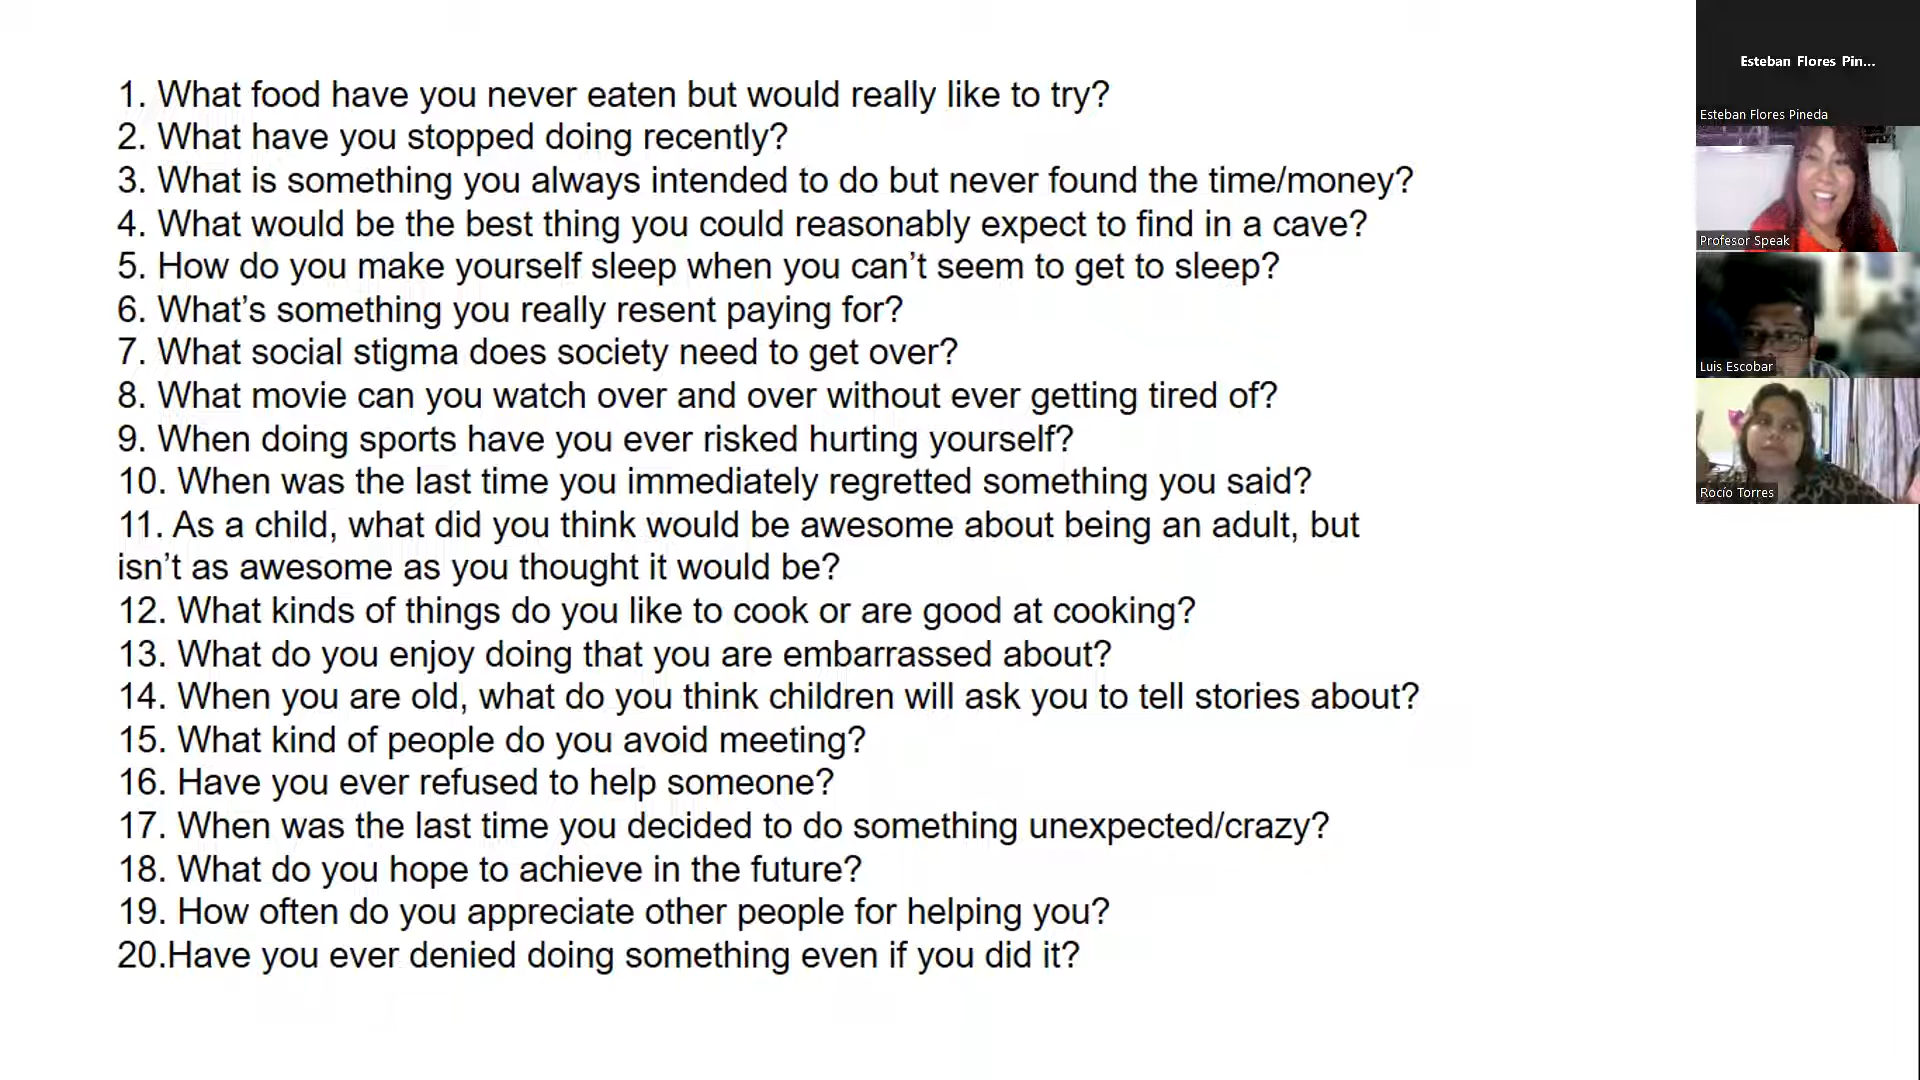 1. What food have you never eaten but would really like to try?
2. What have you stopped doing recently?
3. What is something you always intended to do but never found the time/money?
4. What would be the best thing you could reasonably expect to find in a cave?
5. How do you make yourself sleep when you can’t seem to get to sleep?
6. What’s something you really resent paying for?
7. What social stigma does society need to get over?
8. What movie can you watch over and over without ever getting tired of?
9. When doing sports have you ever risked hurting yourself?
10. When was the last time you immediately regretted something you said?
11. As a child, what did you think would be awesome about being an adult, but
isn’t as awesome as you thought it would be?
12. What kinds of things do you like to cook or are good at cooking?
13. What do you enjoy doing that you are embarrassed about?
14. When you are old, what do you think children will ask you to tell stories about?
15. What kind of people do you avoid meeting?
16. Have you ever refused to help someone?
17. When was the last time you decided to do something unexpected/crazy?
18. What do you hope to achieve in the future?
19. How often do you appreciate other people for helping you?
20.Have you ever denied doing something even if you did it?
Esteban Flores Pin...
Esteban Flores Pineda
Profesor Speak
Luis Escobar
Rocío Torres